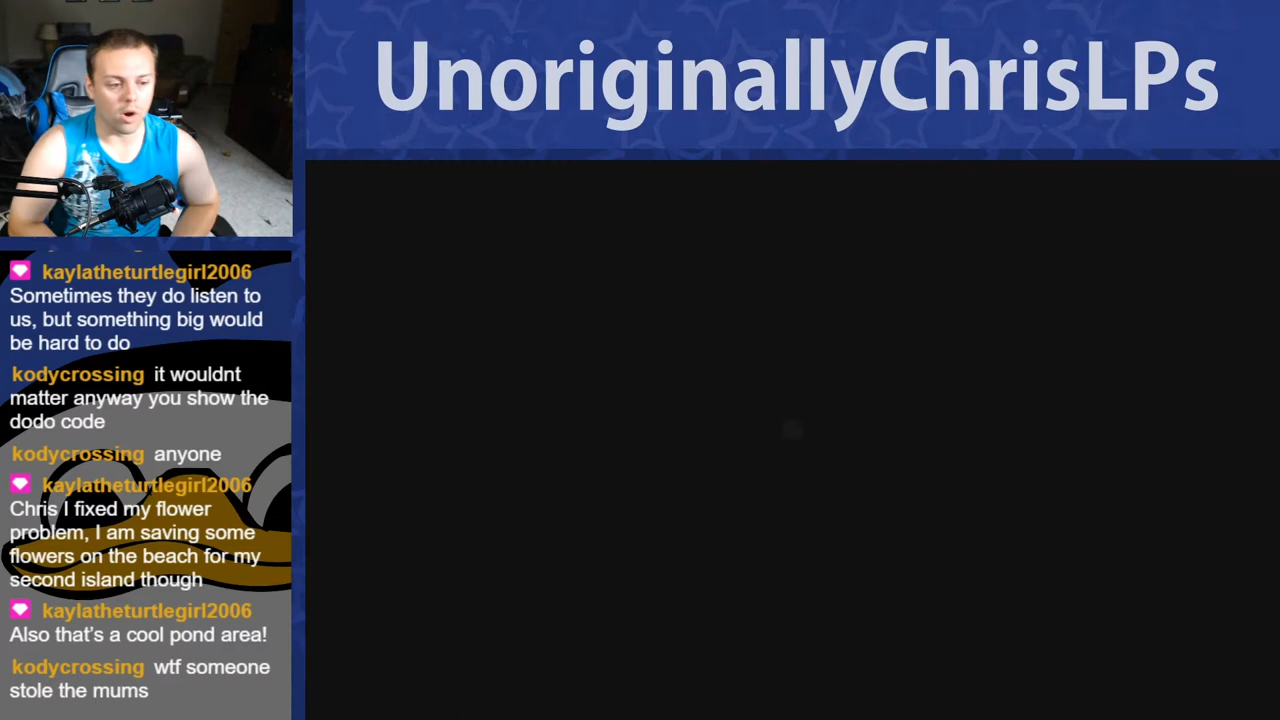 UnoriginallyChrisLPs
kaylatheturtlegirl2006
Sometimes they do listen to
us, but something big would
be hard to do
kodycrossing it wouldnt
matter anyway you show the
dodo code
kodycrossing anyone
kaylatheturtlegirl2006
Chris I fixed my flower
problem, I am saving some
flowers on the beach for my
second island though
kaylatheturtlegirl2006
Also that's a cool pond area!
kodycrossing wtf someone
stole the mums